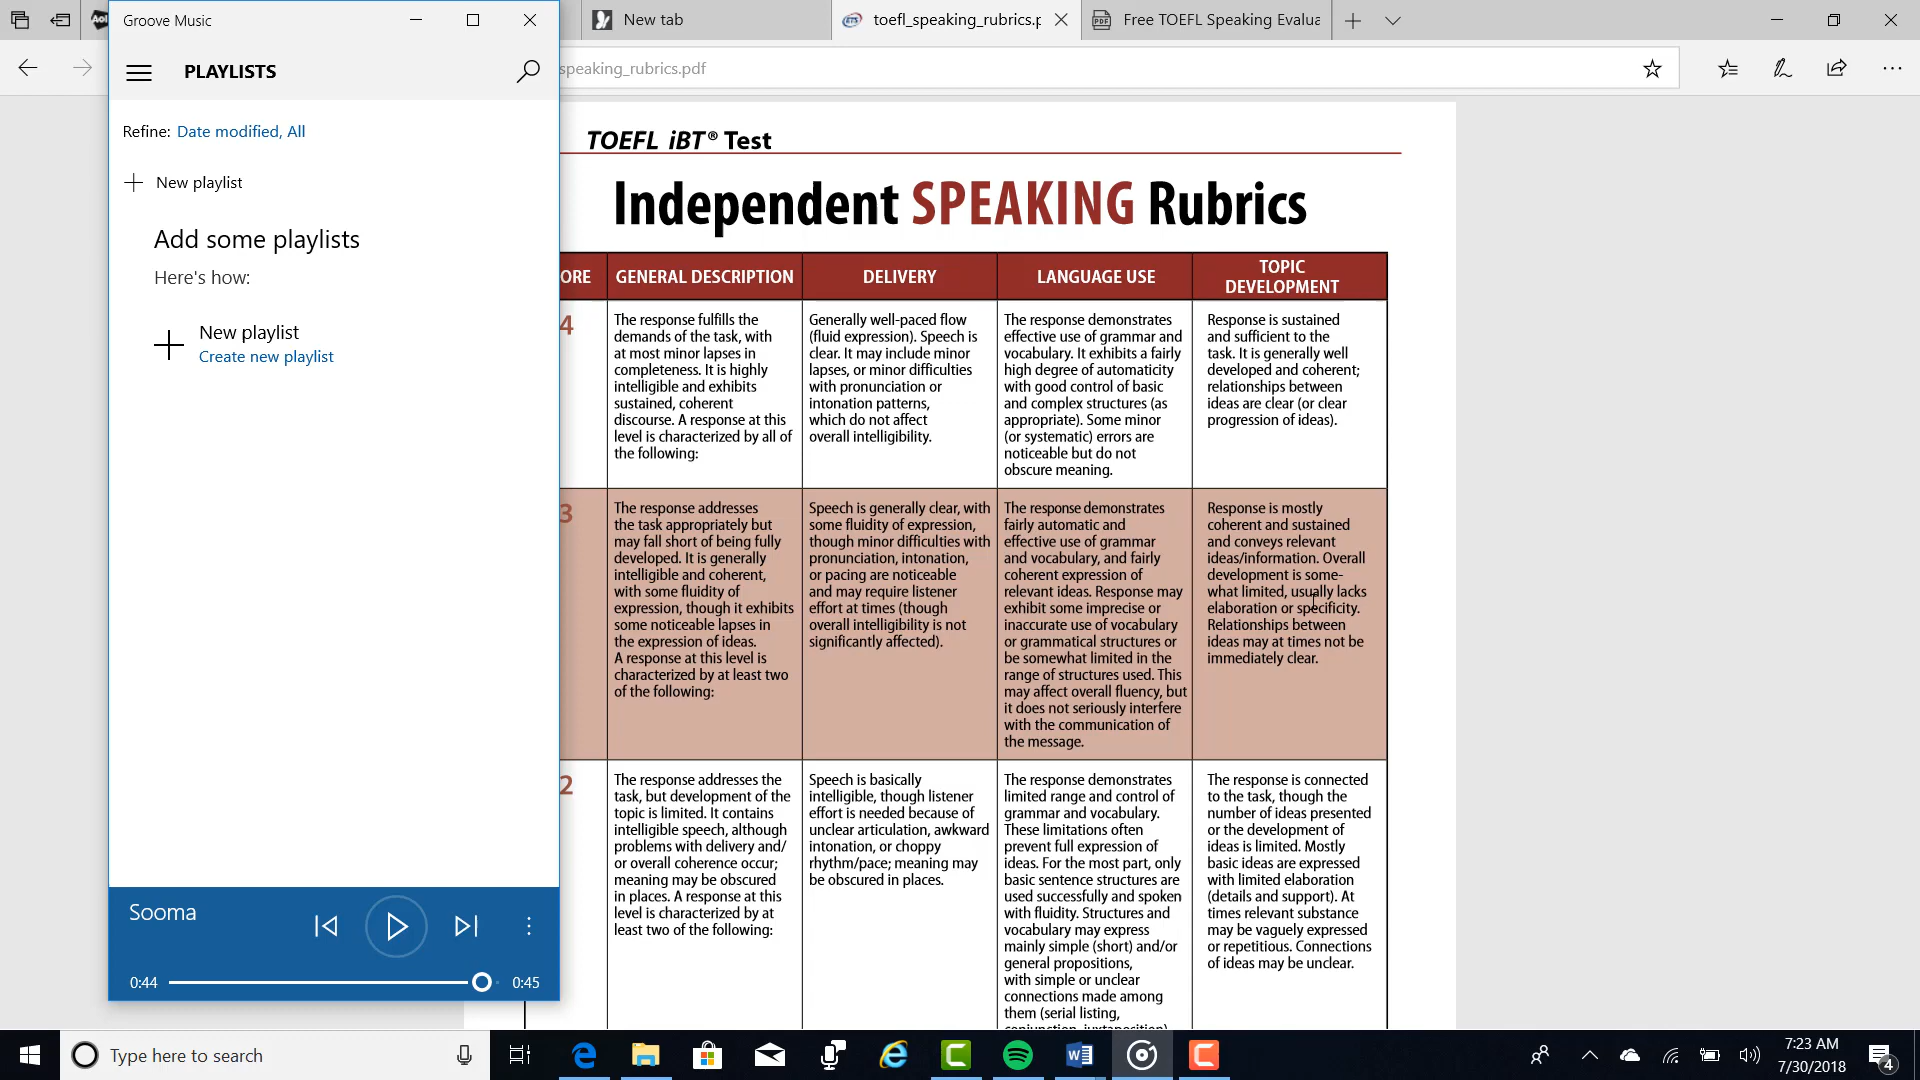 Groove Music
PLAYLISTS
Refine: Date modified, All
New playlist
Add some playlists
Here's how:
New playlist
Create new playlist
Sooma
0:44
0:45
New tab
toefl_speaking_rubrics.p
Free TOEFL Speaking Evalua
speaking_rubrics.pdf
TOEFL iBT® Test
Independent SPEAKING Rubrics
ORE
GENERAL DESCRIPTION
DELIVERY
LANGUAGE USE
TOPIC
DEVELOPMENT
4
The response fulfills the
demands of the task, with
at most minor lapses in
completeness. It is highly
intelligible and exhibits
sustained, coherent
discourse. A response at this
level is characterized by all of
the following:
Generally well-paced flow
(fluid expression). Speech is
clear. It may include minor
lapses, or minor difficulties
with pronunciation or
intonation patterns,
which do not affect
overall intelligibility.
The response demonstrates
effective use of grammar and
vocabulary. It exhibits a fairly
high degree of automaticity
with good control of basic
and complex structures (as
appropriate). Some minor
(or systematic) errors are
noticeable but do not
obscure meaning.
Response is sustained
and sufficient to the
task. It is generally well
developed and coherent;
relationships between
ideas are clear (or clear
progression of ideas).
3
The response addresses
the task appropriately but
may fall short of being fully
developed. It is generally
intelligible and coherent,
with some fluidity of
expression, though it exhibits
some noticeable lapses in
the expression of ideas.
A response at this level is
characterized by at least two
of the following:
Speech is generally clear, with
some fluidity of expression,
though minor difficulties with
pronunciation, intonation,
or pacing are noticeable
and may require listener
effort at times (though
overall intelligibility is not
significantly affected).
The response demonstrates
fairly automatic and
effective use of grammar
and vocabulary, and fairly
coherent expression of
relevant ideas. Response may
exhibit some imprecise or
inaccurate use of vocabulary
or grammatical structures or
be somewhat limited in the
range of structures used. This
may affect overall fluency, but
it does not seriously interfere
with the communication of
the message.
Response is mostly
coherent and sustained
and conveys relevant
ideas/information. Overall
development is some-
what limited, usually lacks
elaboration or specificity.
Relationships between
ideas may at times not be
immediately clear.
2
The response addresses the
task, but development of the
topic is limited. It contains
intelligible speech, although
problems with delivery and/
or overall coherence occur;
meaning may be obscured
in places. A response at this
level is characterized by at
least two of the following:
Speech is basically
intelligible, though listener
effort is needed because of
unclear articulation, awkward
intonation, or choppy
rhythm/pace; meaning may
be obscured in places.
The response demonstrates
limited range and control of
grammar and vocabulary.
These limitations often
prevent full expression of
ideas. For the most part, only
basic sentence structures are
used successfully and spoken
with fluidity. Structures and
vocabulary may express
mainly simple (short) and/or
general propositions,
with simple or unclear
connections made among
them (serial listing,
conjunction, juxtaposition)
The response is connected
to the task, though the
number of ideas presented
or the development of
ideas is limited. Mostly
basic ideas are expressed
with limited elaboration
(details and support). At
times relevant substance
may be vaguely expressed
or repetitious. Connections
of ideas may be unclear.
Type here to search
7:23 AM
7/30/2018
4